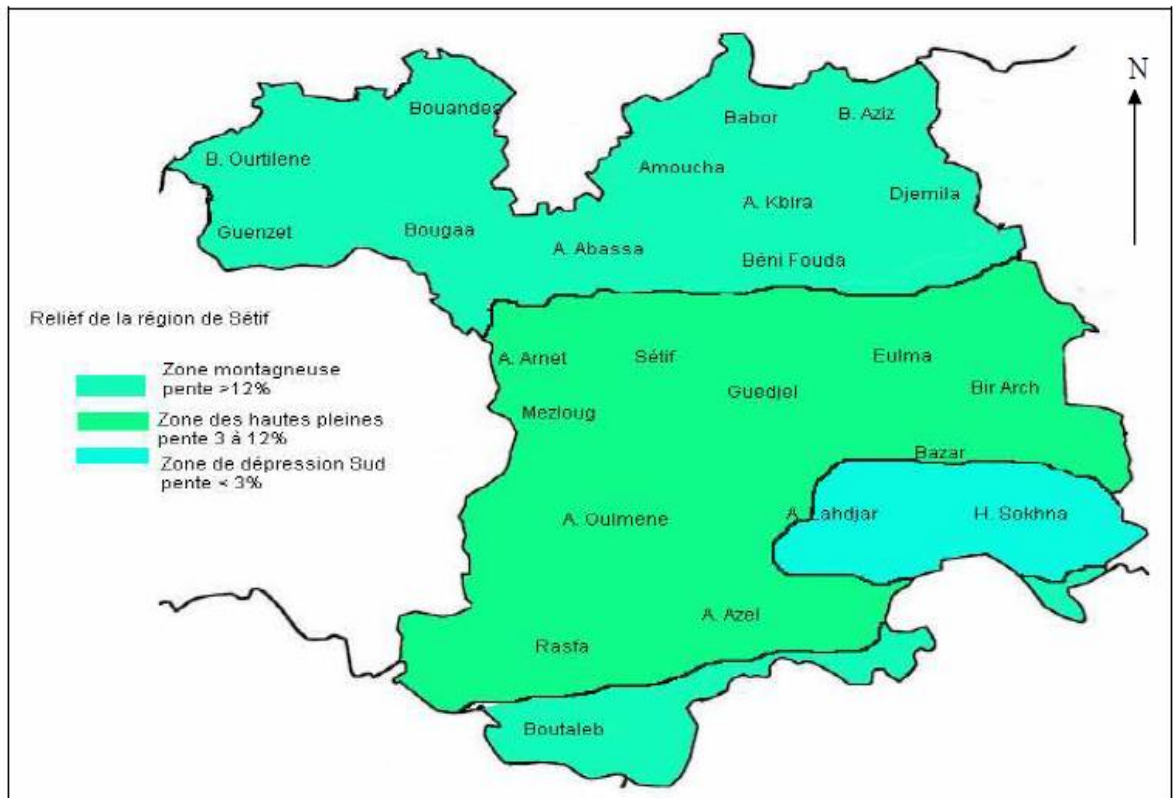 N
Bouandes
Babor
B. Aziz
B. Ourtilene
Amoucha
Djemila
A. Kbira
Guenzet
Bougaa
A. Abassa
Béni Fouda
Reliéf de la région de Sétif
Zone montagneuse
pente >12%
Zone des hautes pleines
pente 3 à 12%
Zone de dépression Sud
pente < 3%
A. Arnet
Sétif
Eulma
Guedjel
Bir Arch
Mezloug
Bazar
A. Oulmene
A. Lahdjar
H. Sokhna
A. Azel
Rasfa
Boutaleb